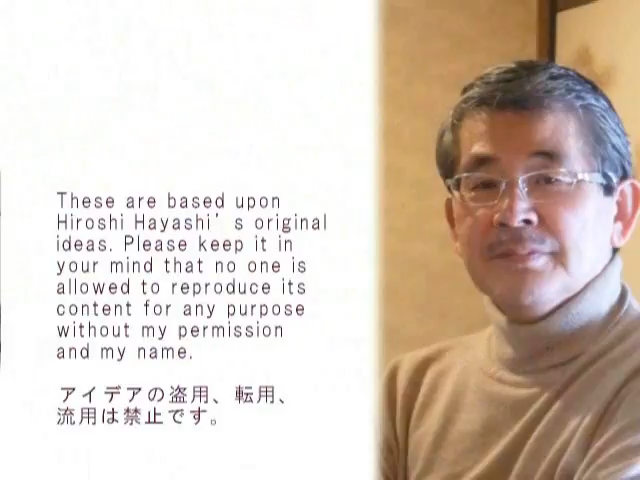 These are based upon
Hiroshi Hayashi's original
ideas. Please keep it in
your mind that no one is
allowed to reproduce its
content for any purpose
without my permission
and my name.
アイデアの盗用、転用、
流用は禁止です。